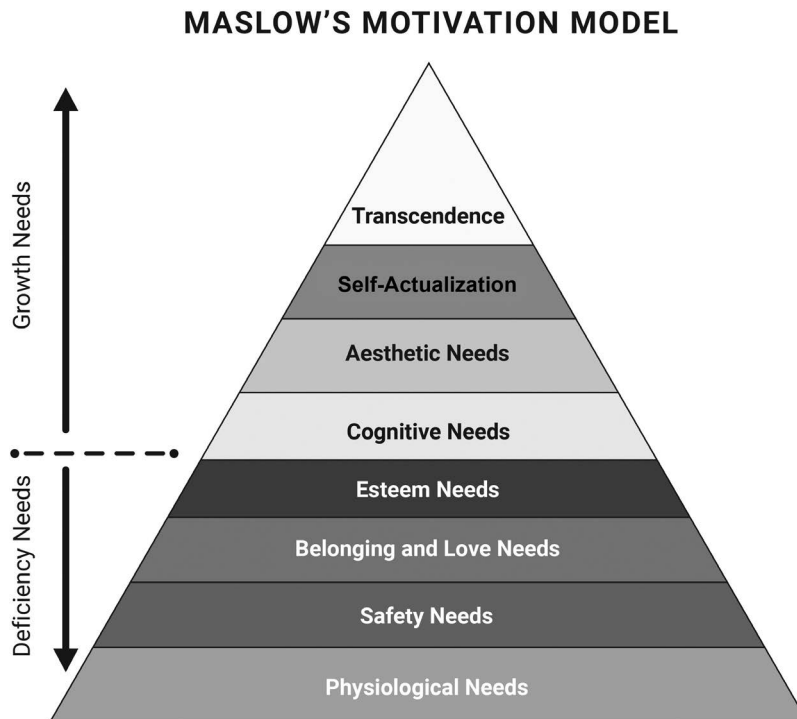 MASLOW'S MOTIVATION MODEL
Growth Needs
Deficiency Needs
Transcendence
Self-Actualization
Aesthetic Needs
Cognitive Needs
Esteem Needs
Belonging and Love Needs
Safety Needs
Physiological Needs